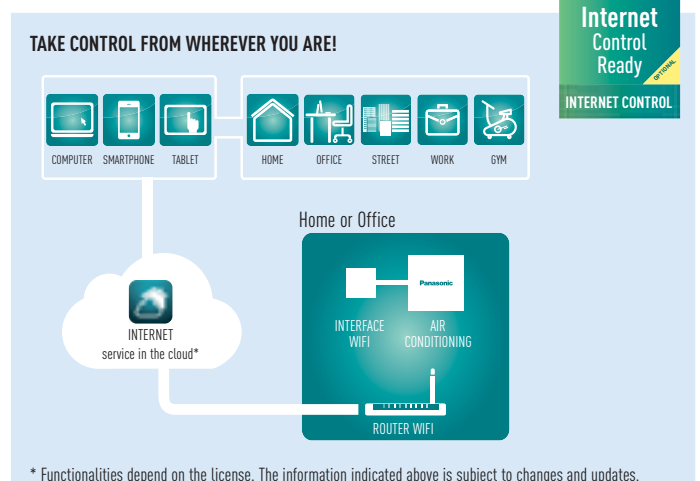 Internet
Control
Ready
OPTIONAL
INTERNET CONTROL
TAKE CONTROL FROM WHEREVER YOU ARE!
COMPUTER SMARTPHONE TABLET HOME OFFICE STREET WORK GYM
Home or Office
Panasonic
INTERFACE WIFI
AIR CONDITIONING
INTERNET
service in the cloud*
ROUTER WIFI
* Functionalities depend on the license. The information indicated above is subject to changes and updates.